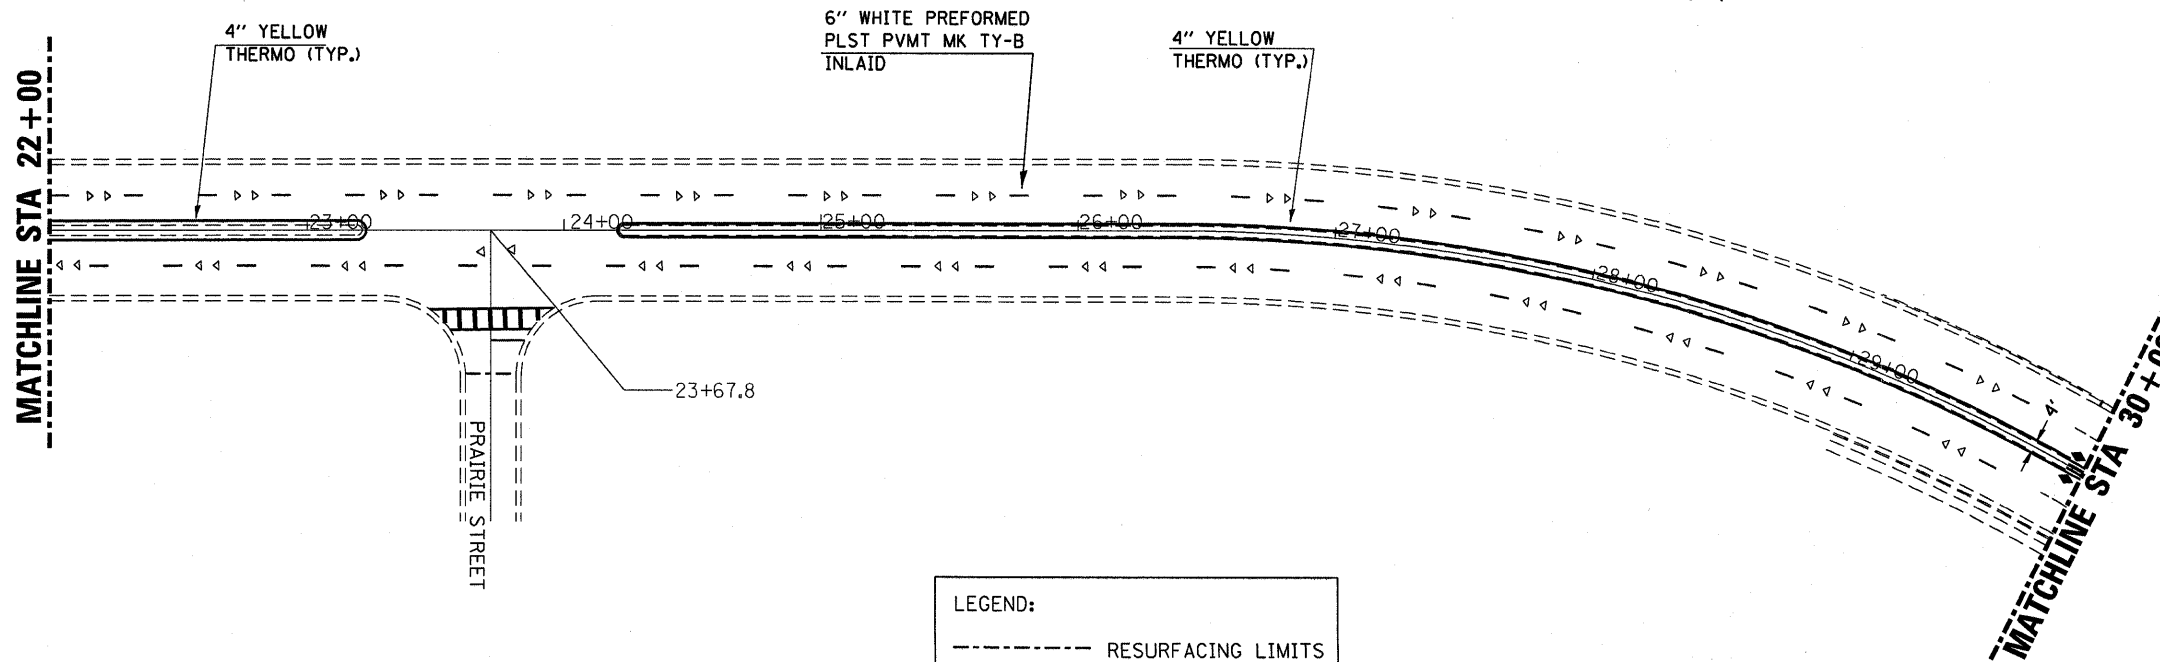 4" YELLOW
THERMO (TYP.)
6" WHITE PREFORMED
PLST PVMT MK TY-B
INLAID
4" YELLOW
THERMO (TYP.)
MATCHLINE STA 22+00
23+00
24+00
25+00
26+00
27+00
28+00
29+00
4'
23+67.8
PRAIRIE STREET
MATCHLINE STA 30+00
LEGEND:
RESURFACING LIMITS